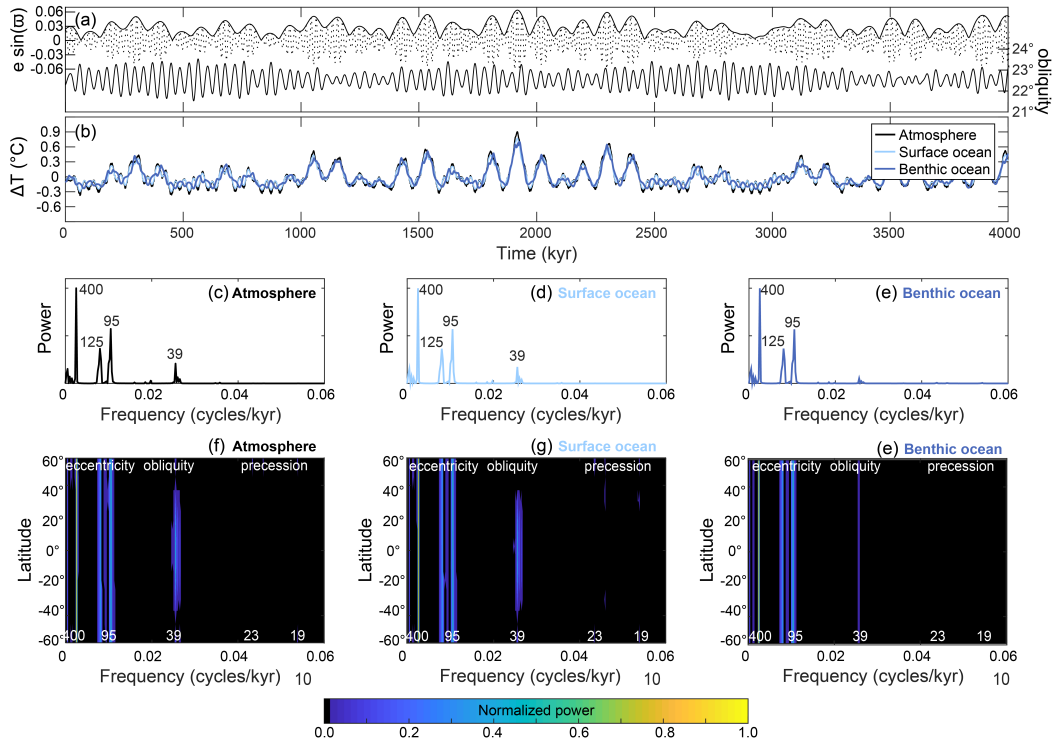 (a)
e sin(ϖ)
0.06
0.03
-0.03
-0.06
24°
23°
22°
21°
obliquity
(b)
ΔT (°C)
0.9
0.6
0.3
0
-0.3
-0.6
Atmosphere
Surface ocean
Benthic ocean
0 500 1000 1500 2000 2500 3000 3500 4000
Time (kyr)
(c) Atmosphere
Power
400
125
95
39
0 0.02 0.04 0.06
Frequency (cycles/kyr)
(d) Surface ocean
Power
400
125
95
39
0 0.02 0.04 0.06
Frequency (cycles/kyr)
(e) Benthic ocean
Power
400
125
95
0 0.02 0.04 0.06
Frequency (cycles/kyr)
(f) Atmosphere
Latitude
60°
40°
20°
0°
-20°
-40°
-60°
eccentricity obliquity precession
400 95 39 23 19
0 0.02 0.04 0.06
Frequency (cycles/kyr) 10
(g) Surface ocean
Latitude
60°
40°
20°
0°
-20°
-40°
-60°
eccentricity obliquity precession
400 95 39 23 19
0 0.02 0.04 0.06
Frequency (cycles/kyr) 10
(e) Benthic ocean
Latitude
60°
40°
20°
0°
-20°
-40°
-60°
eccentricity obliquity precession
400 95 39 23 19
0 0.02 0.04 0.06
Frequency (cycles/kyr) 10
Normalized power
0.0 0.2 0.4 0.6 0.8 1.0